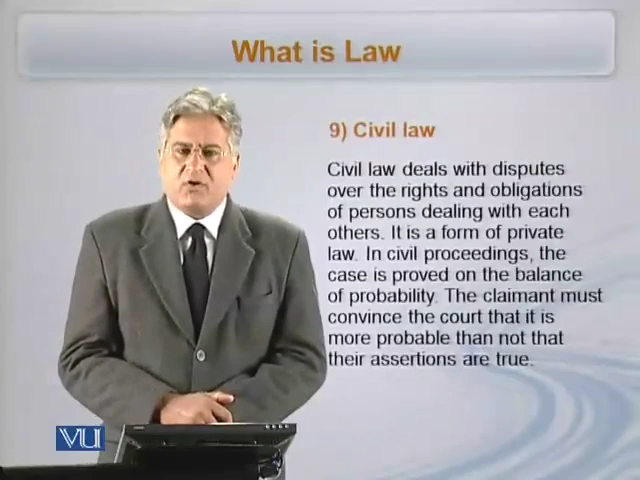 What is Law
9) Civil law
Civil law deals with disputes
over the rights and obligations
of persons dealing with each
others. It is a form of private
law. In civil proceedings, the
case is proved on the balance
of probability. The claimant must
convince the court that it is
more probable than not that
their assertions are true.
VU